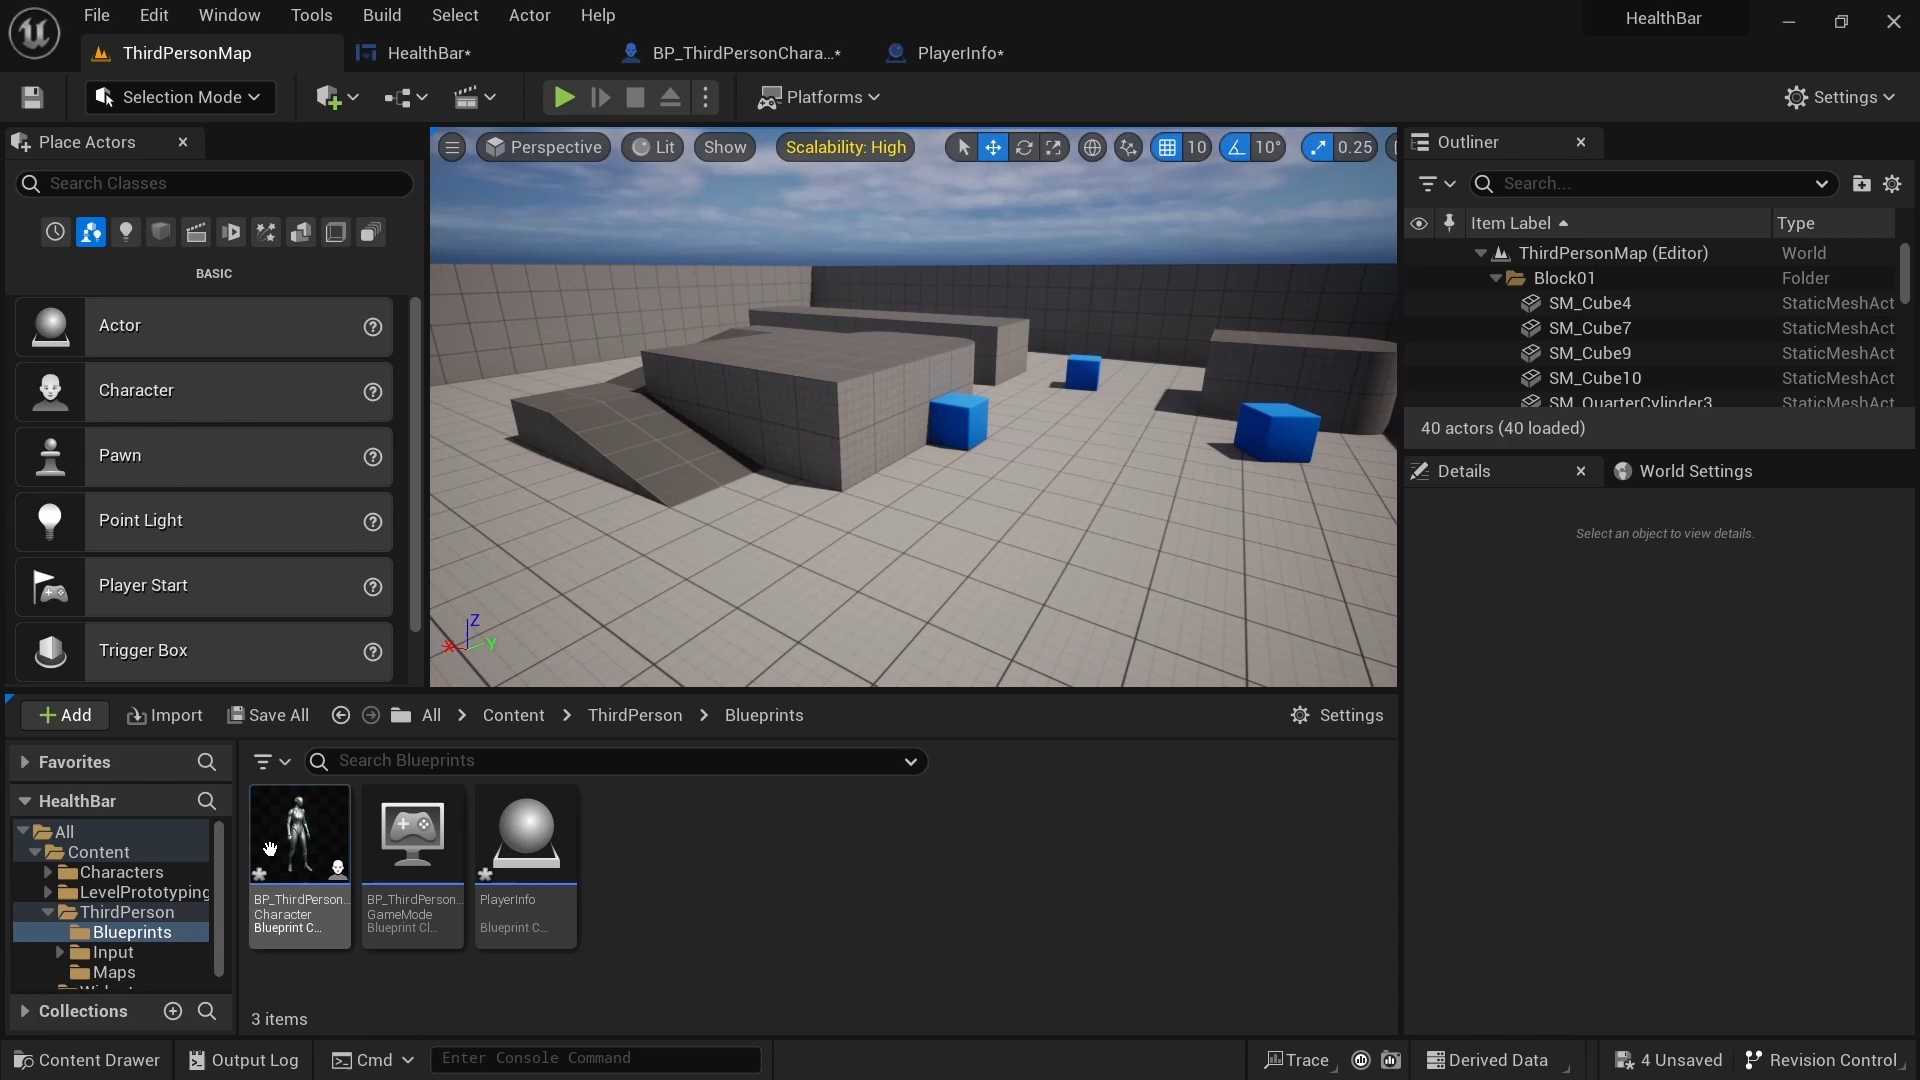 File Edit Window Tools Build Select Actor Help
HealthBar
ThirdPersonMap
HealthBar*
BP_ThirdPersonChara...*
PlayerInfo*
Selection Mode
Platforms
Settings
Place Actors
Search Classes
BASIC
Actor
Character
Pawn
Point Light
Player Start
Trigger Box
Perspective
Lit
Show
Scalability: High
10
10°
0.25
Z
X
Y
Outliner
Search...
Item Label
Type
ThirdPersonMap (Editor) World
Block01 Folder
SM_Cube4 StaticMeshAct
SM_Cube7 StaticMeshAct
SM_Cube9 StaticMeshAct
SM_Cube10 StaticMeshAct
SM_QuarterCylinder3 StaticMeshAct
40 actors (40 loaded)
Details
World Settings
Select an object to view details.
Add
Import
Save All
All
Content
ThirdPerson
Blueprints
Settings
Favorites
HealthBar
All
Content
Characters
LevelPrototyping
ThirdPerson
Blueprints
Input
Maps
Collections
Search Blueprints
BP_ThirdPerson...
Character
Blueprint C...
BP_ThirdPerson...
GameMode
Blueprint Cl...
PlayerInfo
Blueprint C...
3 items
Content Drawer
Output Log
Cmd
Enter Console Command
Trace
Derived Data
4 Unsaved
Revision Control